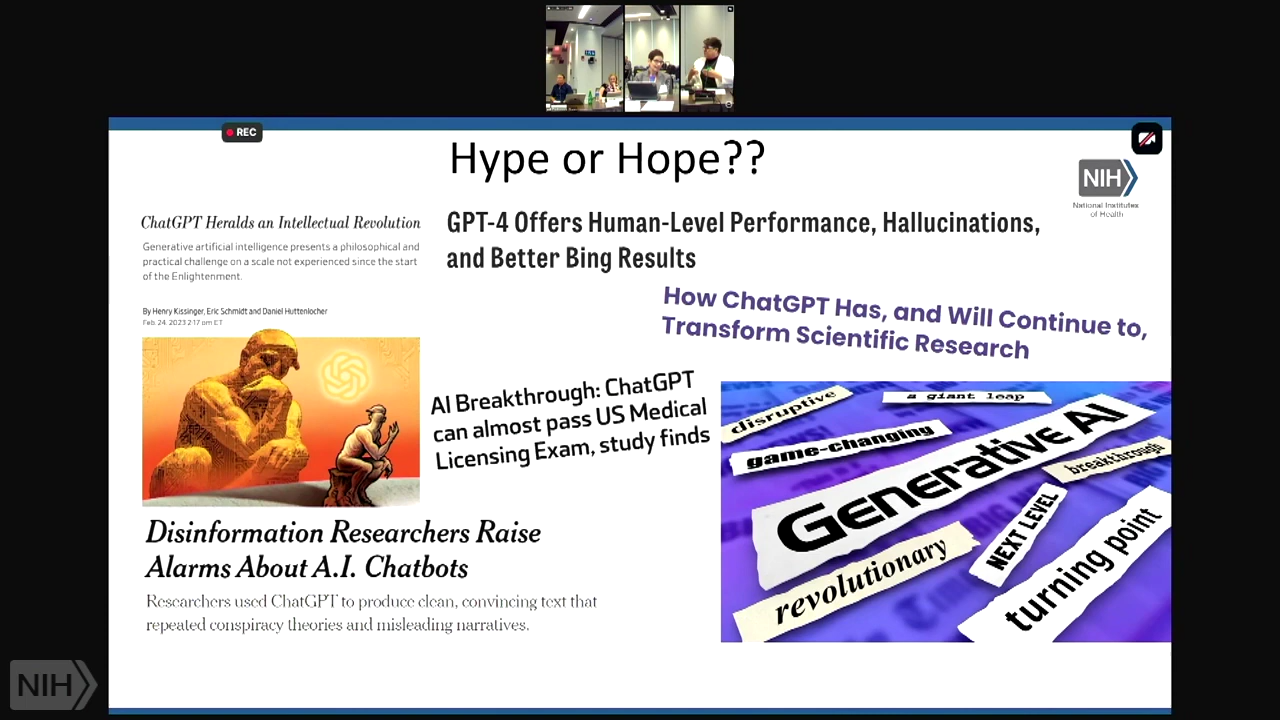 REC
Hype or Hope??
NIH
National Institutes
of Health
ChatGPT Heralds an Intellectual Revolution
Generative artificial intelligence presents a philosophical and
practical challenge on a scale not experienced since the start
of the Enlightenment.
By Henry Kissinger, Eric Schmidt and Daniel Huttenlocher
Feb. 24, 2023 2:17 pm ET
GPT-4 Offers Human-Level Performance, Hallucinations,
and Better Bing Results
How ChatGPT Has, and Will Continue to,
Transform Scientific Research
AI Breakthrough: ChatGPT
can almost pass US Medical
Licensing Exam, study finds
disruptive
a giant leap
game-changing
Generative AI
breakthrough
NEXT LEVEL
revolutionary
turning point
Disinformation Researchers Raise
Alarms About A.I. Chatbots
Researchers used ChatGPT to produce clean, convincing text that
repeated conspiracy theories and misleading narratives.
NIH